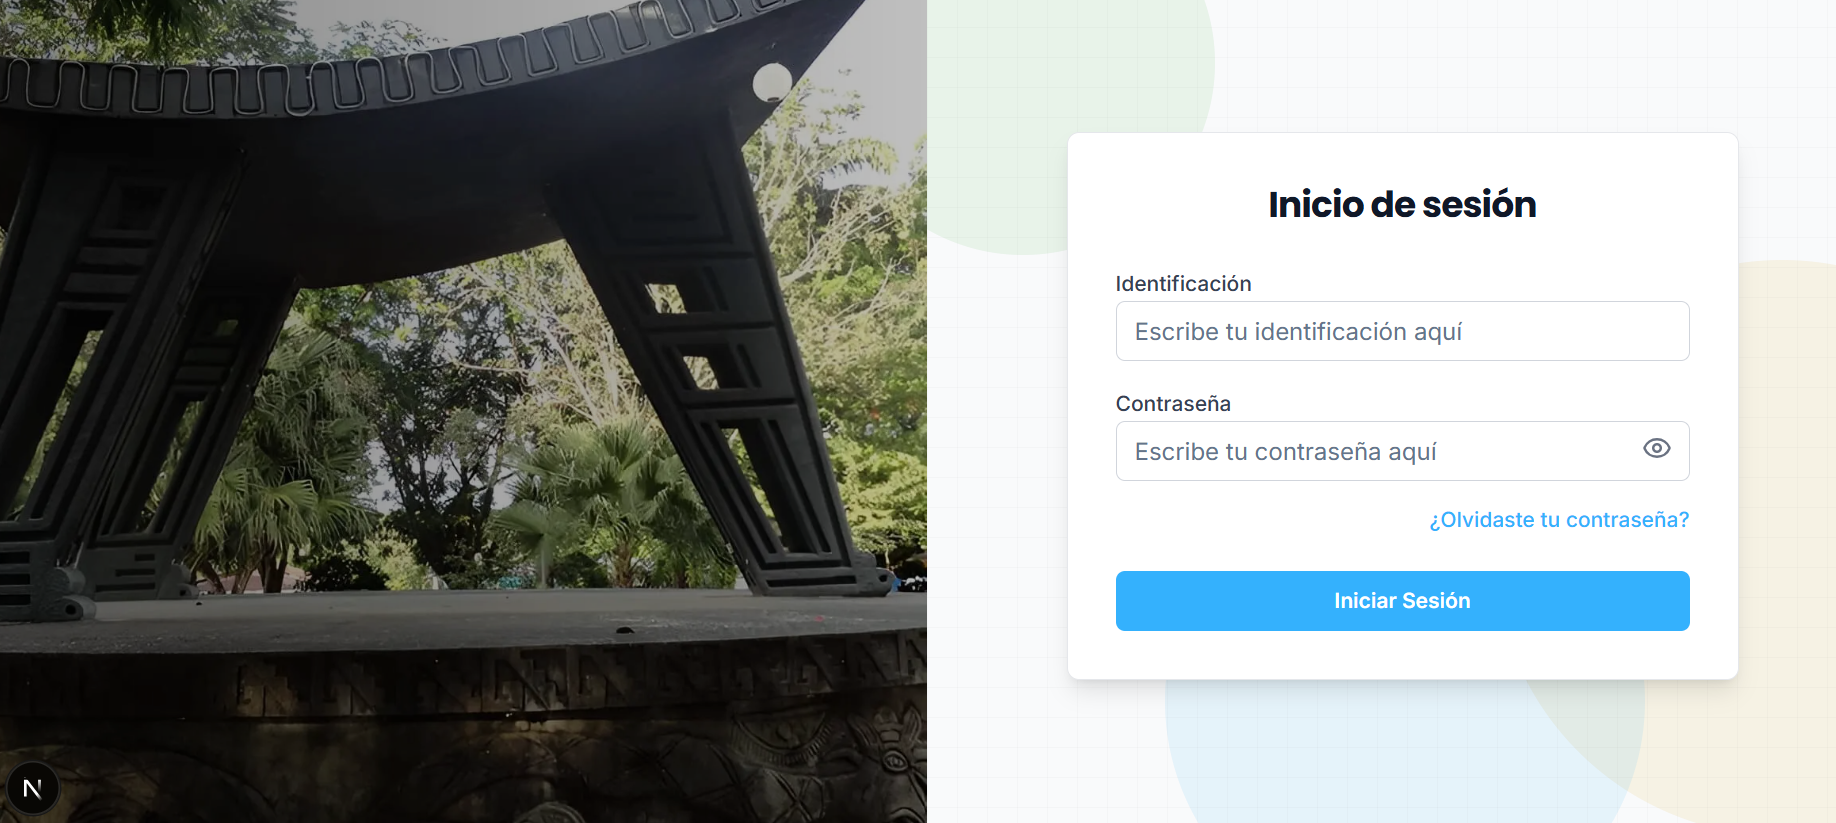 Inicio de sesión
Identificación
Escribe tu identificación aquí
Contraseña
Escribe tu contraseña aquí
¿Olvidaste tu contraseña?
Iniciar Sesión
N